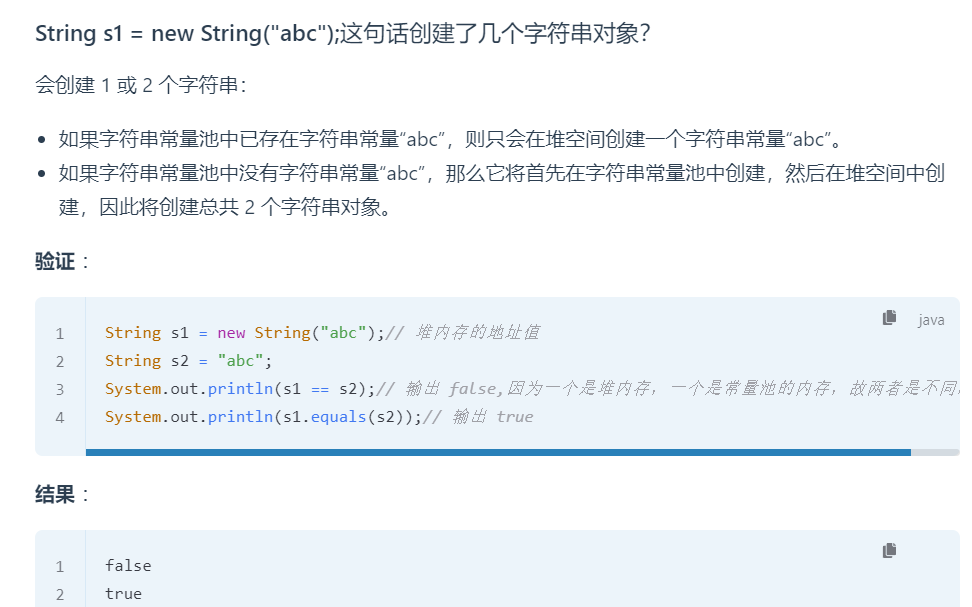 String s1 = new String("abc");这句话创建了几个字符串对象？
会创建 1 或 2 个字符串：
如果字符串常量池中已存在字符串常量“abc”，则只会在堆空间创建一个字符串常量“abc”。
如果字符串常量池中没有字符串常量“abc”，那么它将首先在字符串常量池中创建，然后在堆空间中创
建，因此将创建总共 2 个字符串对象。
验证：
java
1 String s1 = new String("abc");// 堆内存的地址值
2 String s2 = "abc";
3 System.out.println(s1 == s2);// 输出 false,因为一个是堆内存，一个是常量池的内存，故两者是不同
4 System.out.println(s1.equals(s2));// 输出 true
结果：
1 false
2 true